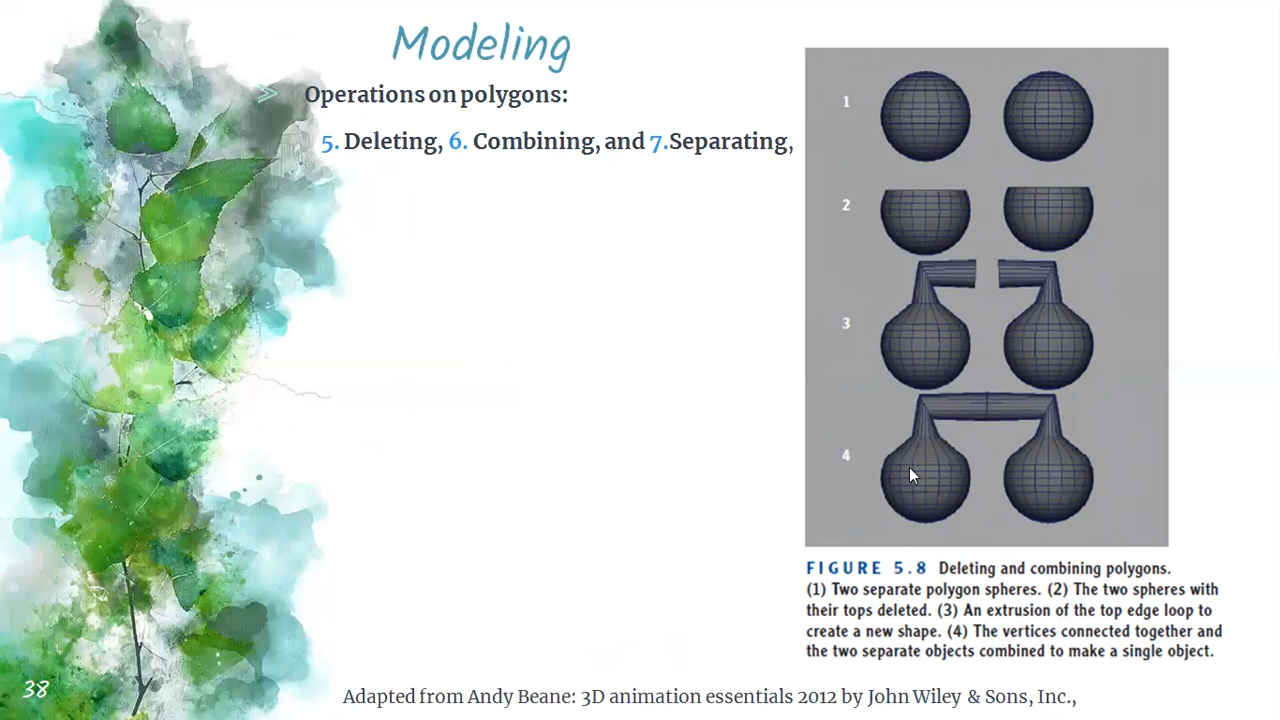 Modeling
Operations on polygons:
5. Deleting, 6. Combining, and 7.Separating,
1
2
3
4
FIGURE 5.8 Deleting and combining polygons.
(1) Two separate polygon spheres. (2) The two spheres with
their tops deleted. (3) An extrusion of the top edge loop to
create a new shape. (4) The vertices connected together and
the two separate objects combined to make a single object.
38
Adapted from Andy Beane: 3D animation essentials 2012 by John Wiley & Sons, Inc.,